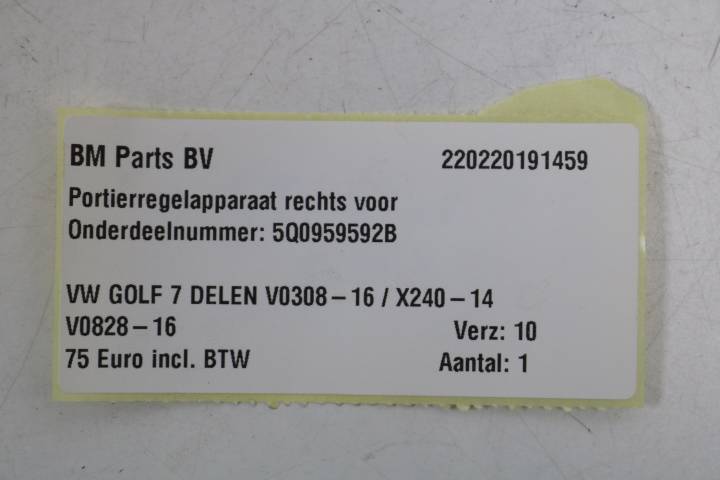 BM Parts BV 220220191459
Portierregelapparaat rechts voor
Onderdeelnummer: 5Q0959592B
VW GOLF 7 DELEN V0308-16 / X240-14
V0828-16 Verz: 10
75 Euro incl. BTW Aantal: 1